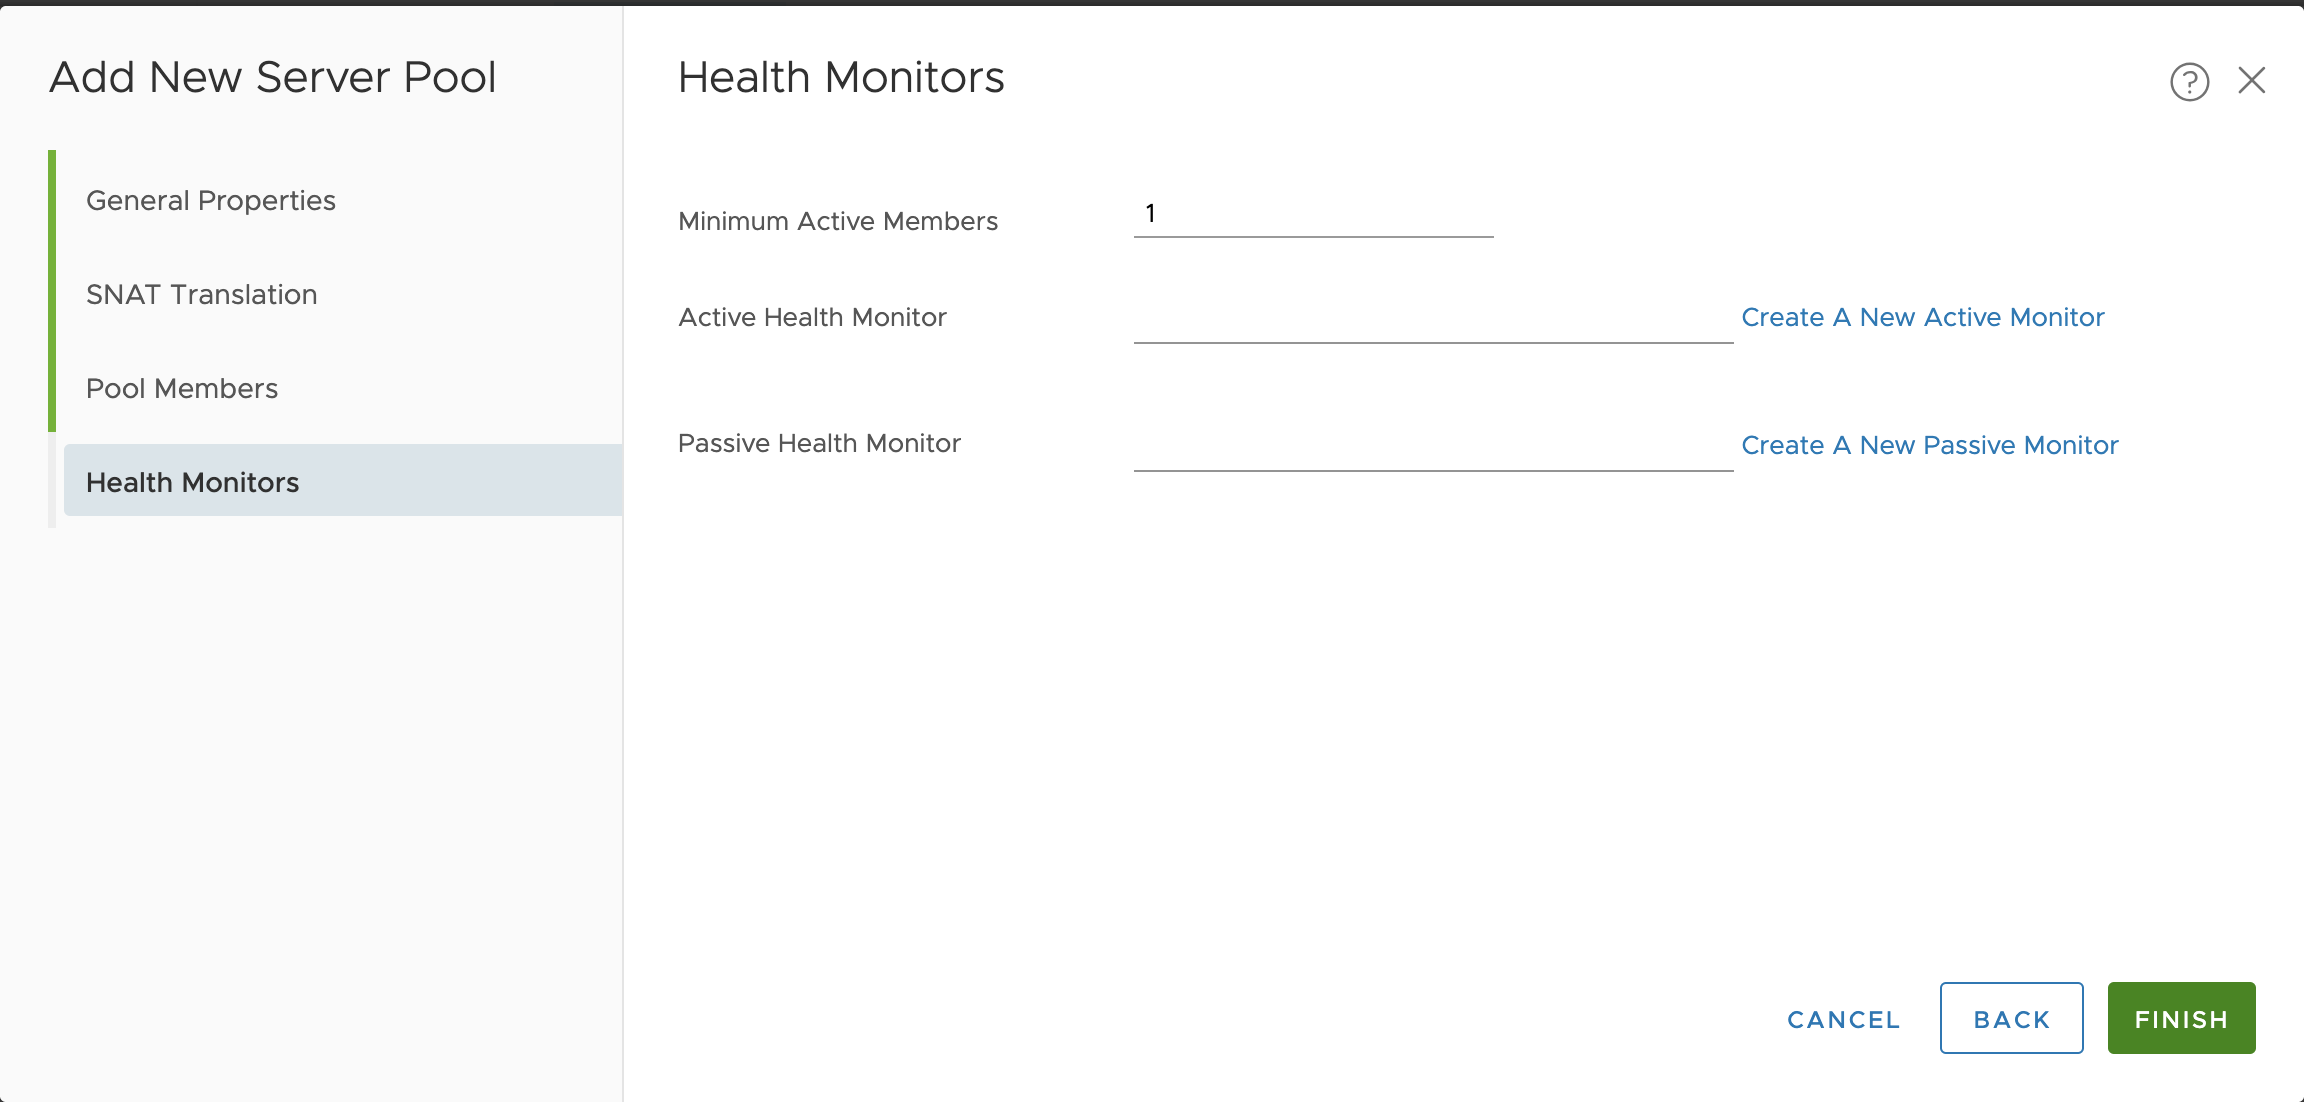 Add New Server Pool
General Properties
SNAT Translation
Pool Members
Health Monitors
Health Monitors
?
Minimum Active Members
1
Active Health Monitor
Create A New Active Monitor
Passive Health Monitor
Create A New Passive Monitor
CANCEL
BACK
FINISH